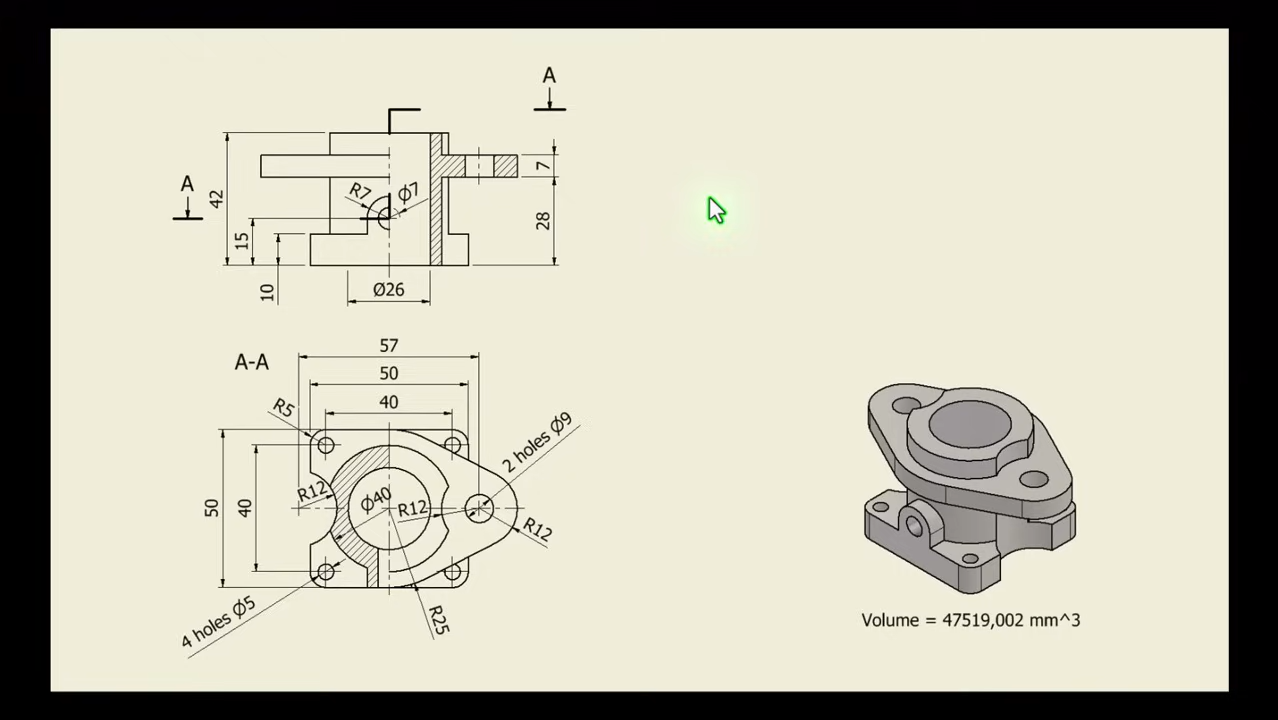 A
A
42
15
10
R7
Ø7
Ø26
7
28
A-A
57
50
40
R5
50
40
R12
Ø40
R12
2 holes Ø9
R12
R25
4 holes Ø5
Volume = 47519,002 mm^3